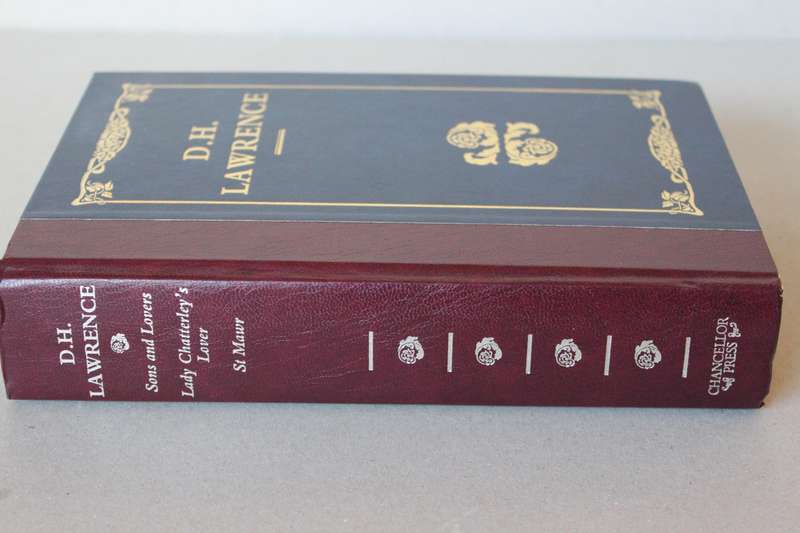 D.H.
LAWRENCE
D.H.
LAWRENCE
Sons and Lovers
Lady Chatterley's
Lover
St Mawr
CHANCELLOR
PRESS